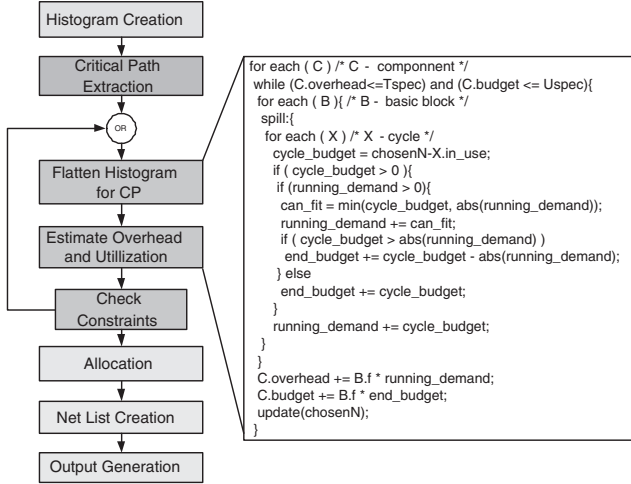 Histogram Creation
Critical Path
Extraction
OR
Flatten Histogram
for CP
Estimate Overhead
and Utillization
Check
Constraints
Allocation
Net List Creation
Output Generation
for each ( C ) /* C - componnent */
while (C.overhead<=Tspec) and (C.budget <= Uspec){
for each ( B ){ /* B - basic block */
spill:{
for each ( X ) /* X - cycle */
cycle_budget = chosenN-X.in_use;
if ( cycle_budget > 0 ){
if (running_demand > 0){
can_fit = min(cycle_budget, abs(running_demand));
running_demand += can_fit;
if ( cycle_budget > abs(running_demand) )
end_budget += cycle_budget - abs(running_demand);
} else
end_budget += cycle_budget;
}
running_demand += cycle_budget;
}
}
C.overhead += B.f * running_demand;
C.budget += B.f * end_budget;
update(chosenN);
}